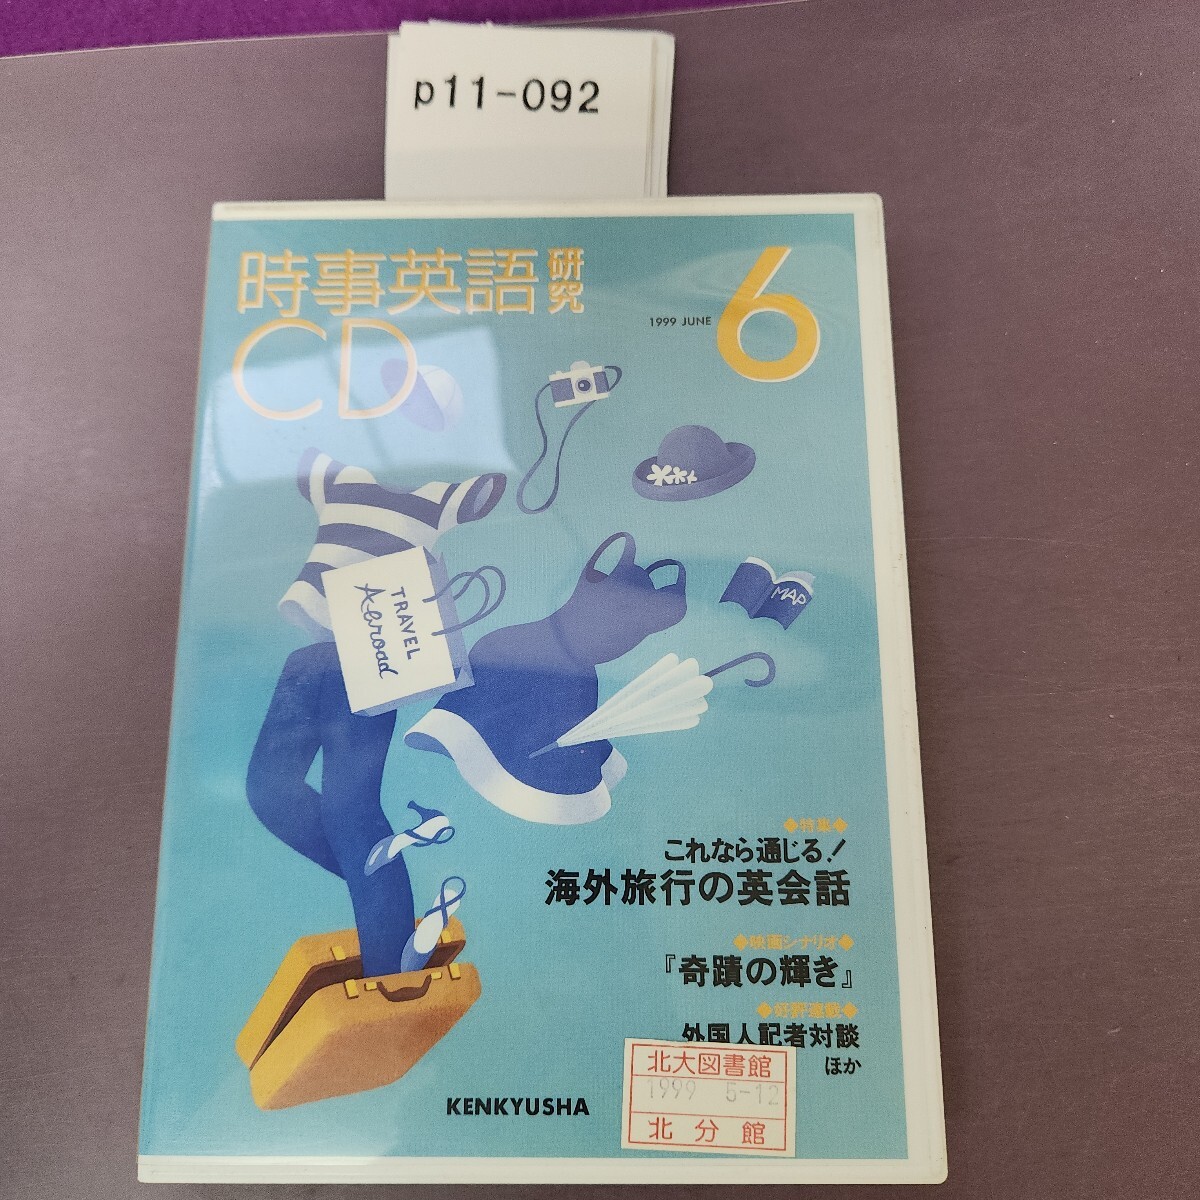 p11-092
時事英語研究
CD
1999 JUNE 6
TRAVEL
Abroad
MAP
◆特集◆
これなら通じる!
海外旅行の英会話
◆映画シナリオ◆
『奇蹟の輝き』
◆好評連載◆
外国人記者対談
ほか
KENKYUSHA
北大図書館
1999 5-12
北分館